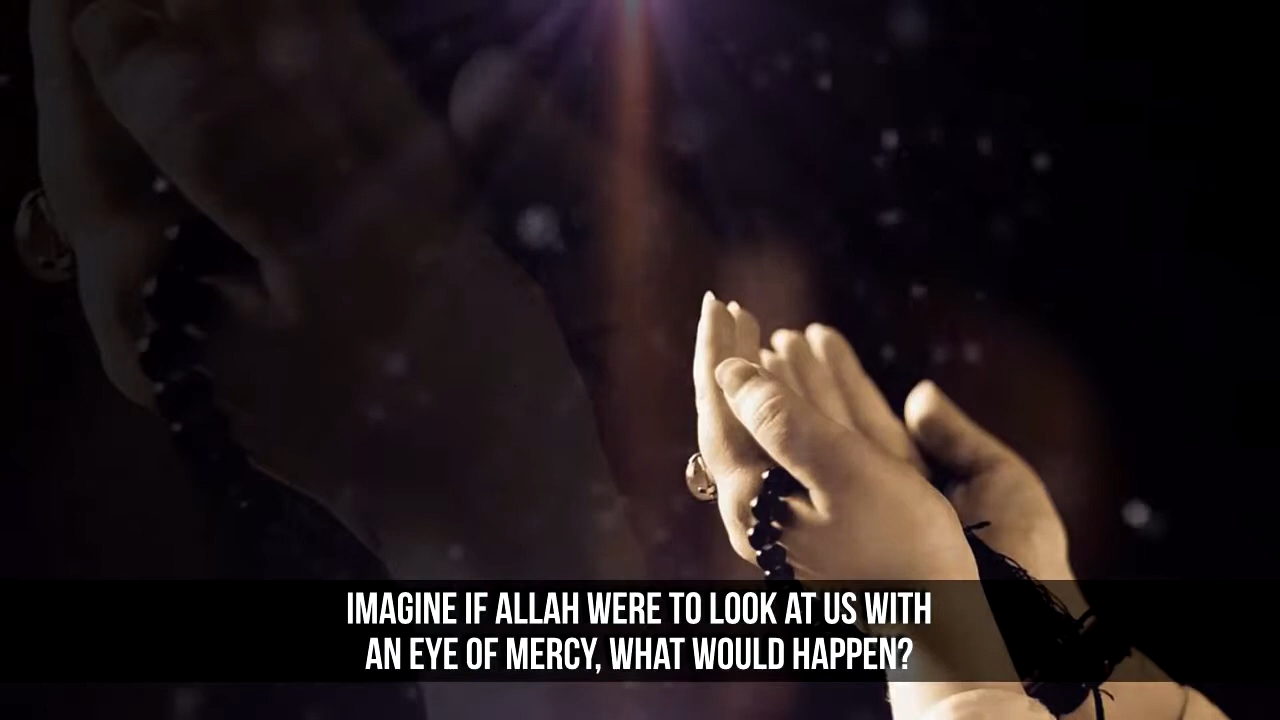 IMAGINE IF ALLAH WERE TO LOOK AT US WITH
AN EYE OF MERCY, WHAT WOULD HAPPEN?